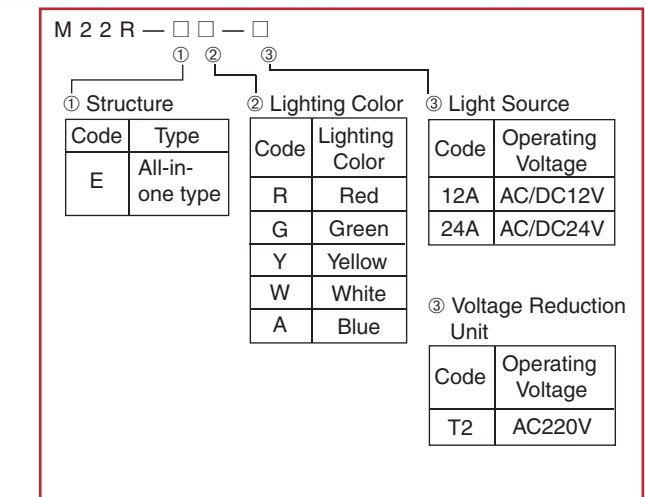 M 2 2 R — □ □ — □
① ② ③
① Structure
Code Type
E All-in-
one type
② Lighting Color
Code Lighting
Color
R Red
G Green
Y Yellow
W White
A Blue
③ Light Source
Code Operating
Voltage
12A AC/DC12V
24A AC/DC24V
③ Voltage Reduction
Unit
Code Operating
Voltage
T2 AC220V